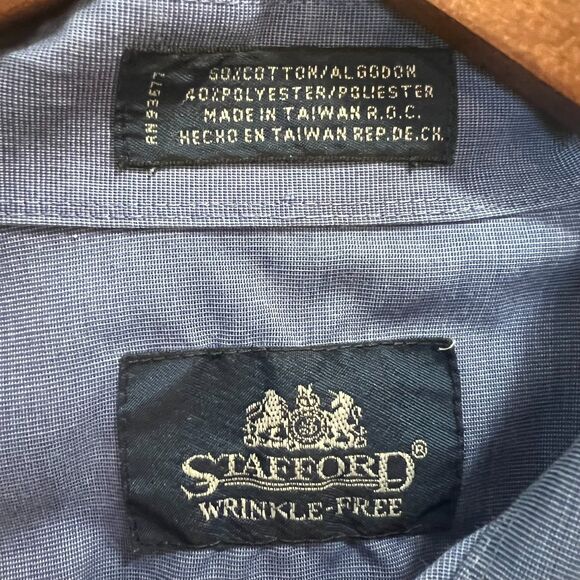 60%COTTON/ALGODON
40%POLYESTER/POLIESTER
MADE IN TAIWAN R.O.C.
HECHO EN TAIWAN REP.DE.CH.
RN93677
STAFFORD®
WRINKLE-FREE